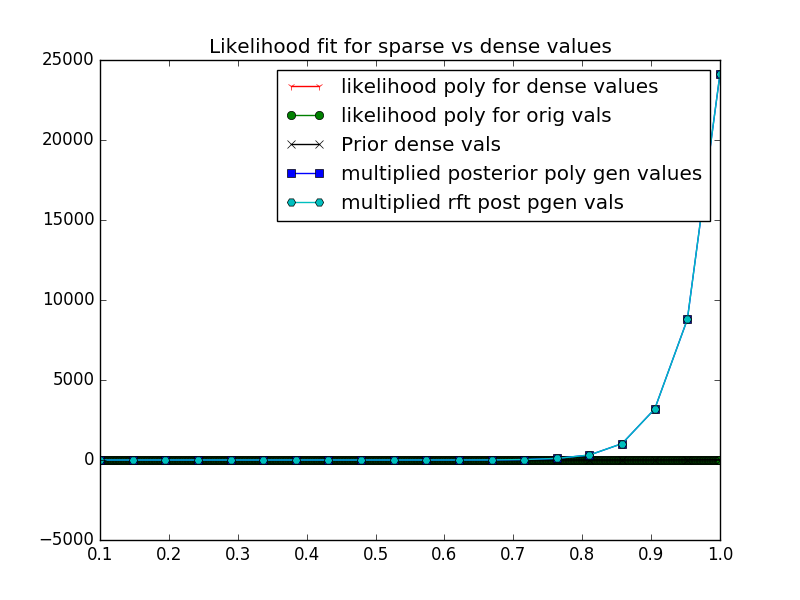 Likelihood fit for sparse vs dense values
25000
20000
15000
10000
5000
0
−5000
likelihood poly for dense values
likelihood poly for orig vals
Prior dense vals
multiplied posterior poly gen values
multiplied rft post pgen vals
0.1 0.2 0.3 0.4 0.5 0.6 0.7 0.8 0.9 1.0